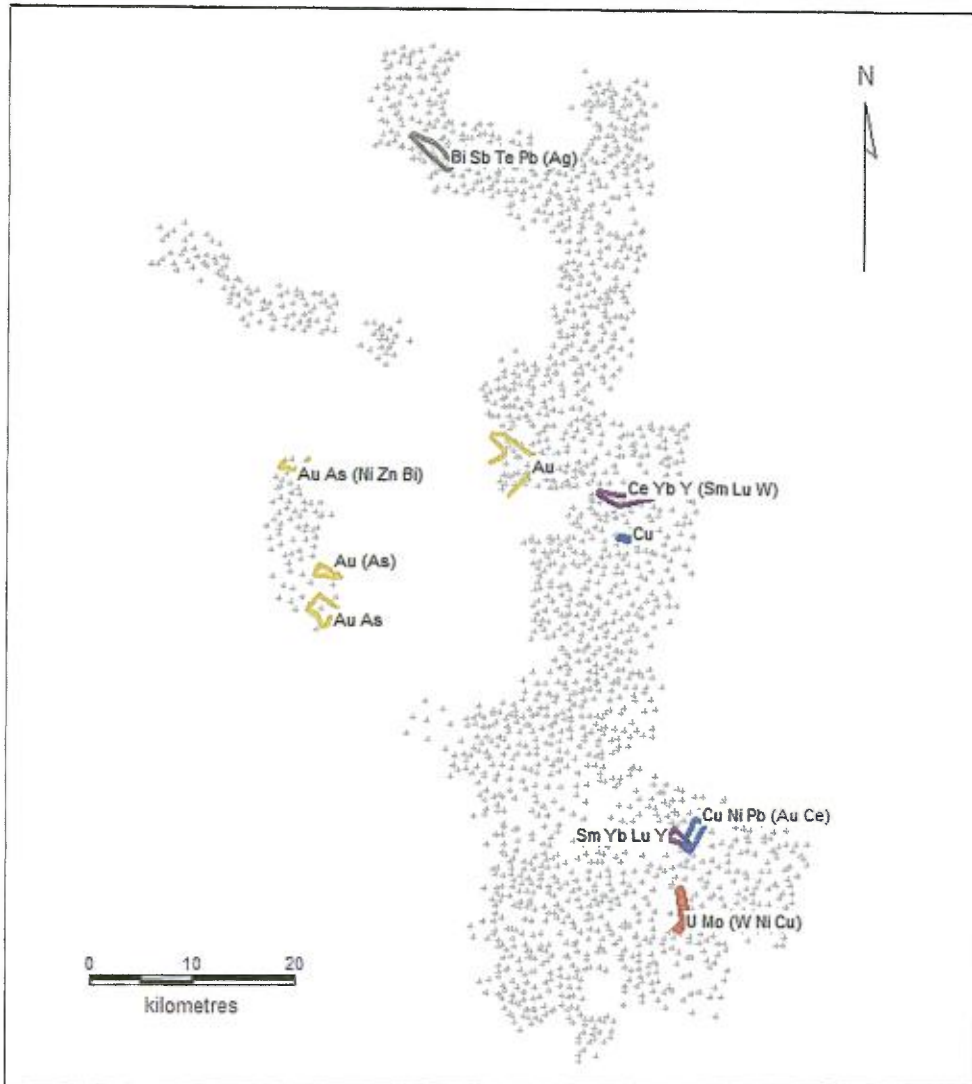 N
Bi Sb Te Pb (Ag)
Au
Au As (Ni Zn Bi)
Ce Yb Y (Sm Lu W)
Cu
Au (As)
Au As
Cu Ni Pb (Au Ce)
Sm Yb Lu Y
U Mo (W Ni Cu)
0 10 20
kilometres